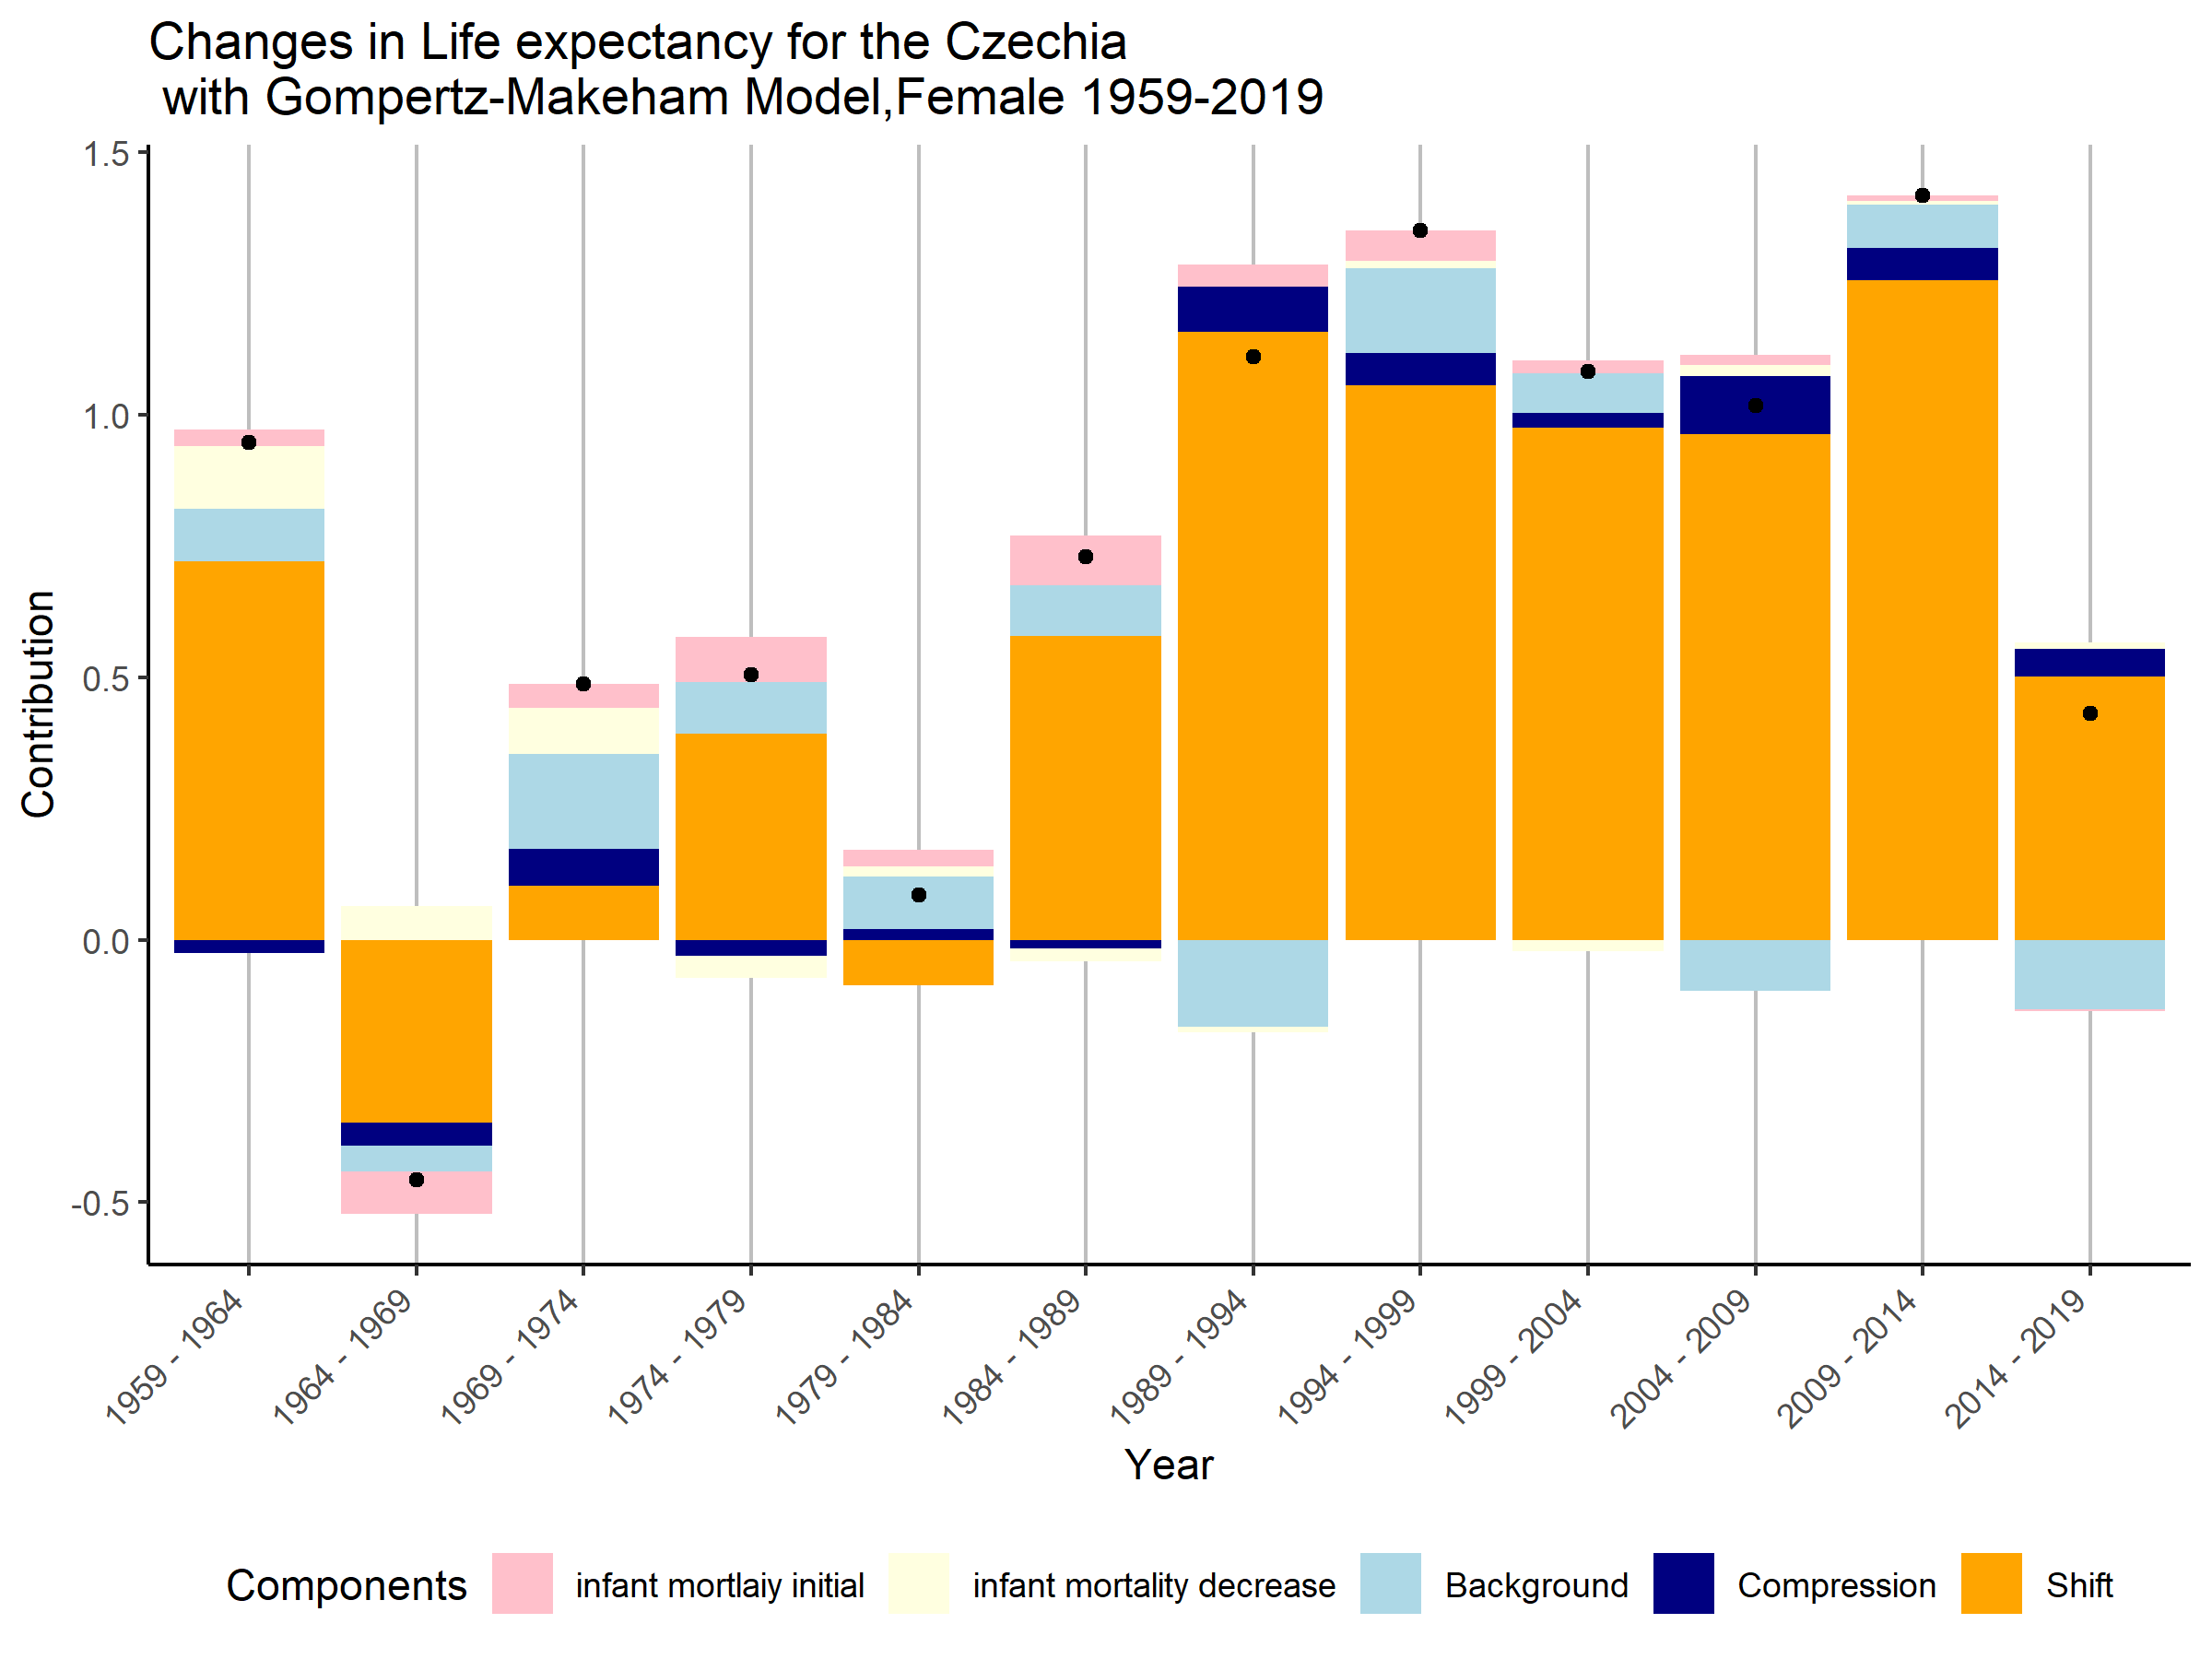 Changes in Life expectancy for the Czechia
with Gompertz-Makeham Model,Female 1959-2019
Contribution
1.5
1.0
0.5
0.0
-0.5
1959 - 1964
1964 - 1969
1969 - 1974
1974 - 1979
1979 - 1984
1984 - 1989
1989 - 1994
1994 - 1999
1999 - 2004
2004 - 2009
2009 - 2014
2014 - 2019
Year
Components infant mortlaiy initial infant mortality decrease Background Compression Shift